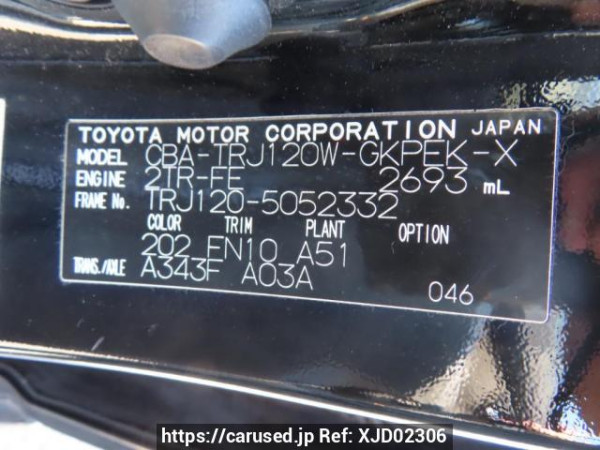 TOYOTA MOTOR CORPORATION JAPAN
MODEL CBA-TRJ120W-GKPEK-X
ENGINE 2TR-FE 2693 mL
FRAME No. TRJ120-5052332
COLOR TRIM PLANT OPTION
202 FN10 A51
TRANS./AXLE A343F A03A
046
https://carused.jp Ref: XJD02306